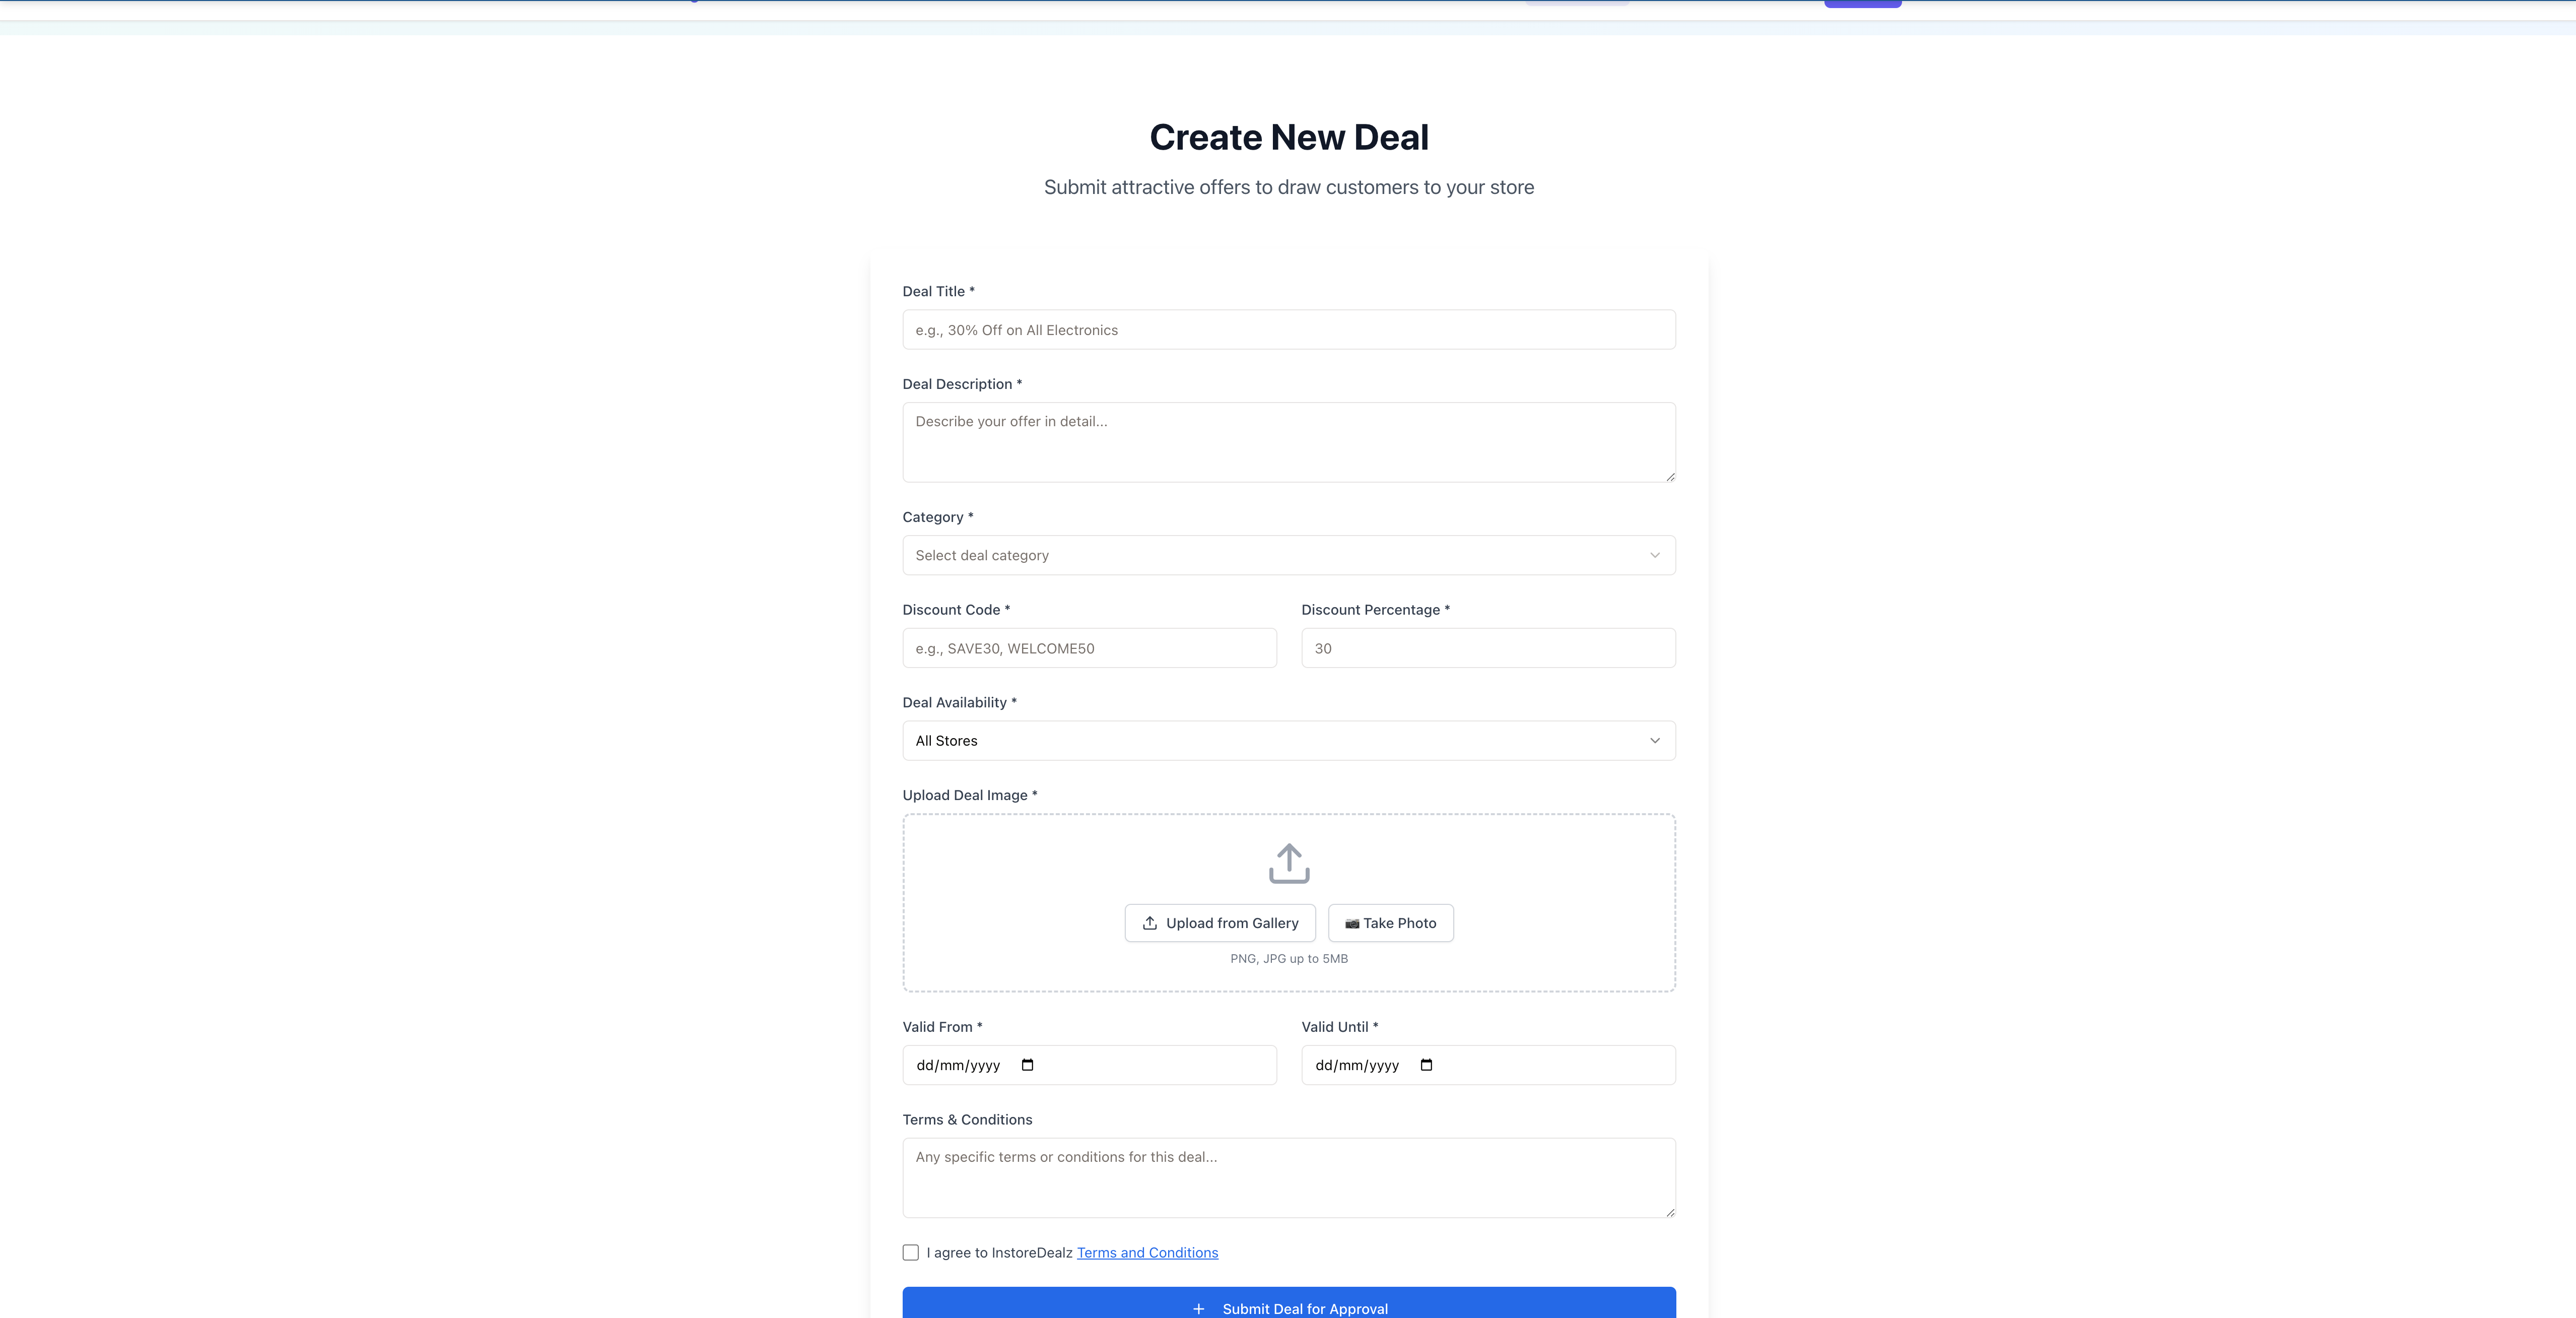 Create New Deal
Submit attractive offers to draw customers to your store
Deal Title *
e.g., 30% Off on All Electronics
Deal Description *
Describe your offer in detail...
Category *
Select deal category
Discount Code *
Discount Percentage *
e.g., SAVE30, WELCOME50
30
Deal Availability *
All Stores
Upload Deal Image *
Upload from Gallery
Take Photo
PNG, JPG up to 5MB
Valid From *
Valid Until *
dd/mm/yyyy
dd/mm/yyyy
Terms & Conditions
Any specific terms or conditions for this deal...
I agree to InstoreDealz Terms and Conditions
Submit Deal for Approval